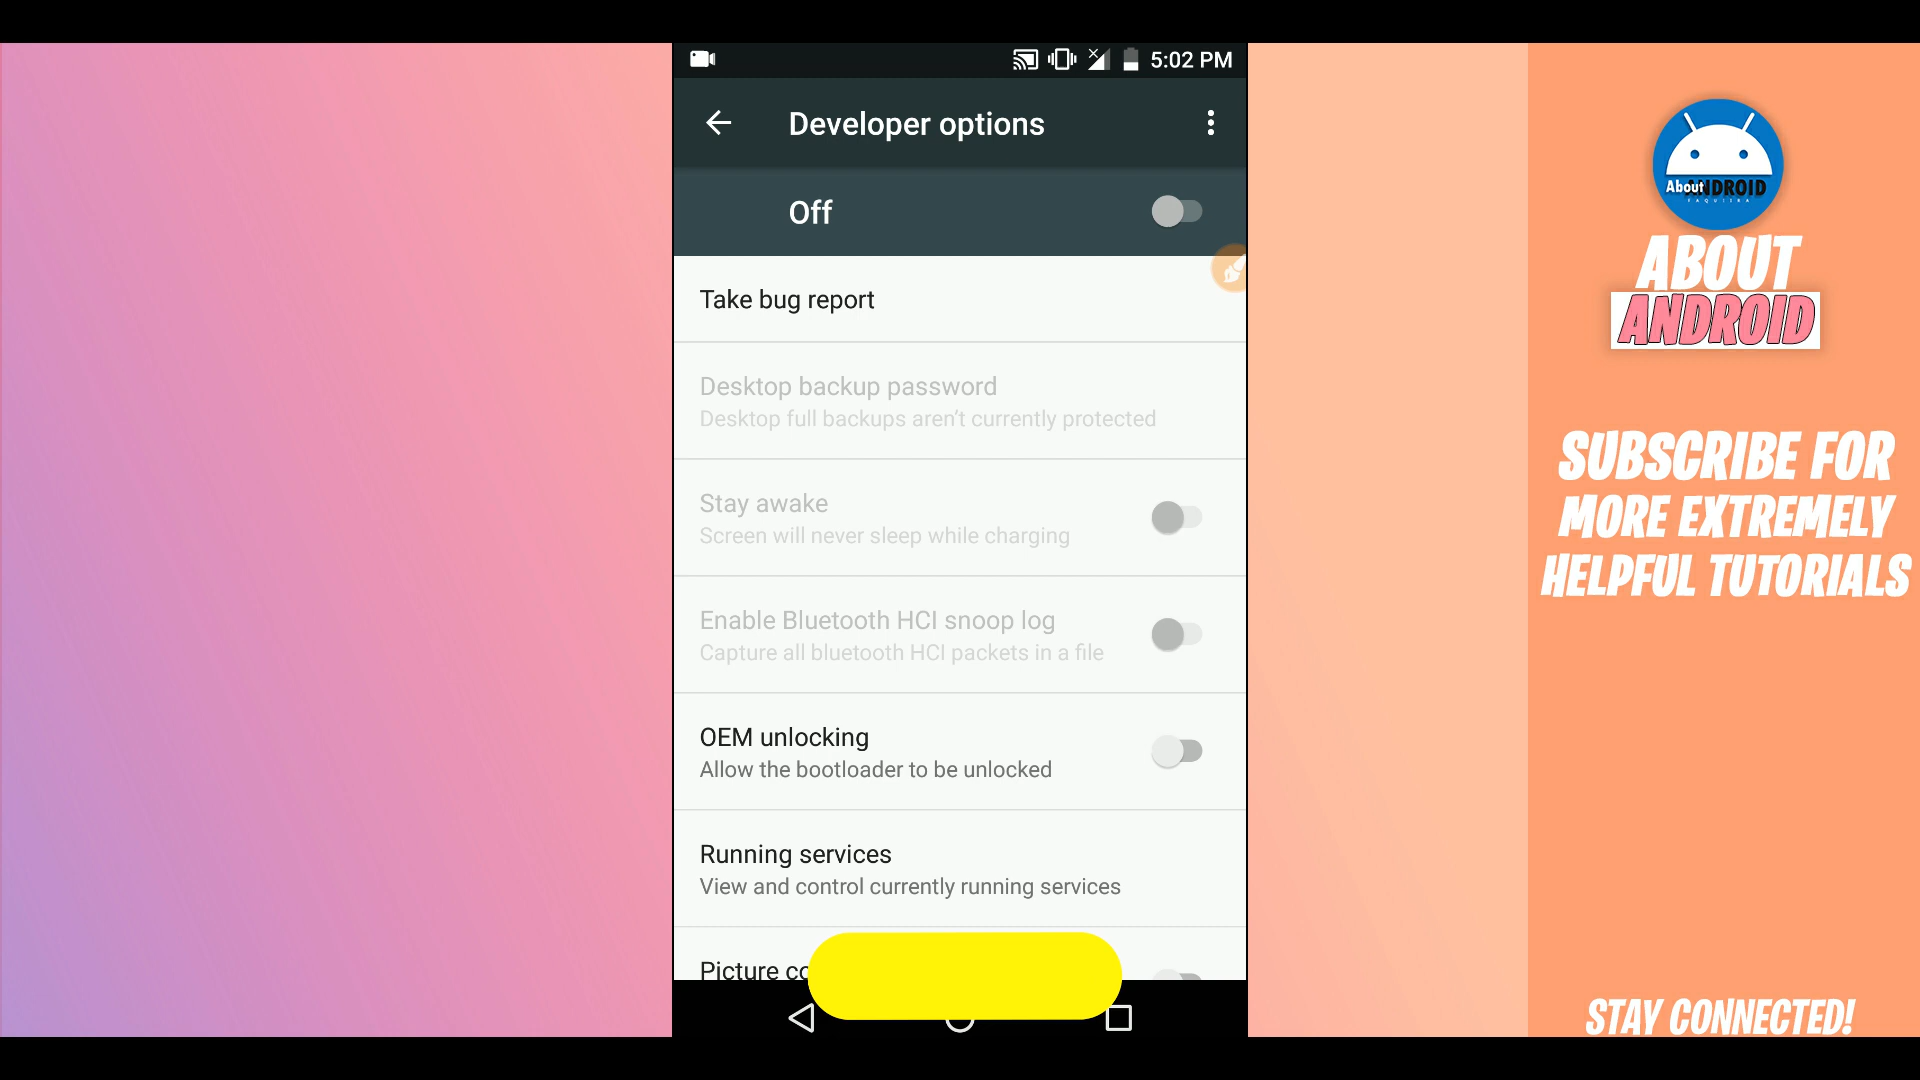 5:02 PM
Developer options
Off
Take bug report
Desktop backup password
Desktop full backups aren't currently protected
Stay awake
Screen will never sleep while charging
Enable Bluetooth HCI snoop log
Capture all bluetooth HCI packets in a file
OEM unlocking
Allow the bootloader to be unlocked
Running services
View and control currently running services
Picture
About ANDROID
ABOUT
ANDROID
SUBSCRIBE FOR
MORE EXTREMELY
HELPFUL TUTORIALS
STAY CONNECTED!